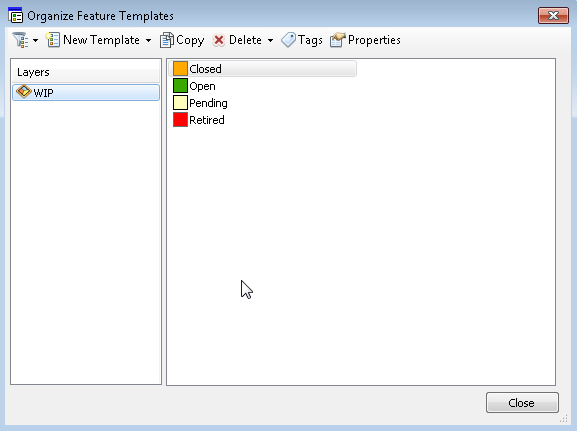 Organize Feature Templates
New Template Copy Delete Tags Properties
Layers
WIP
Closed
Open
Pending
Retired
Close